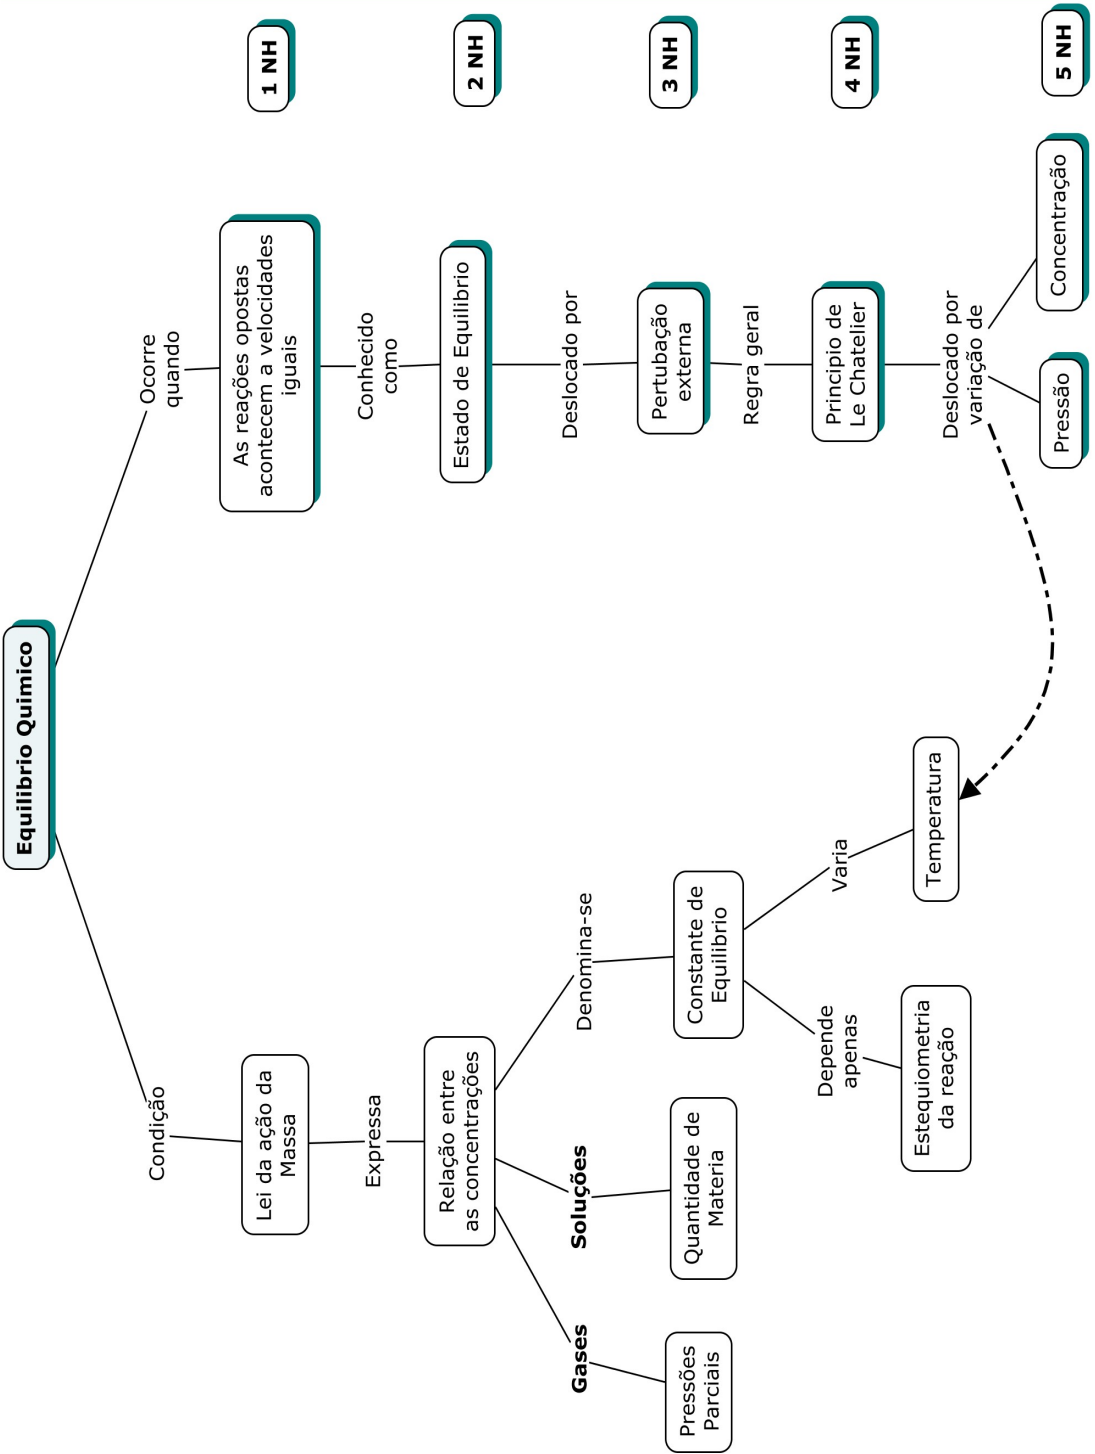 Equilibrio Quimico
Condição
Ocorre
quando
Lei da ação da
Massa
As reações opostas
acontecem a velocidades
iguais
1 NH
Expressa
Conhecido
como
Relação entre
as concentrações
Estado de Equilibrio
2 NH
Gases
Soluções
Denomina-se
Deslocado por
Pressões
Parciais
Quantidade de
Materia
Constante de
Equilibrio
Pertubação
externa
3 NH
Depende
apenas
Varia
Regra geral
Principio de
Le Chatelier
4 NH
Estequiometria
da reação
Temperatura
Deslocado por
variação de
Pressão
Concentração
5 NH